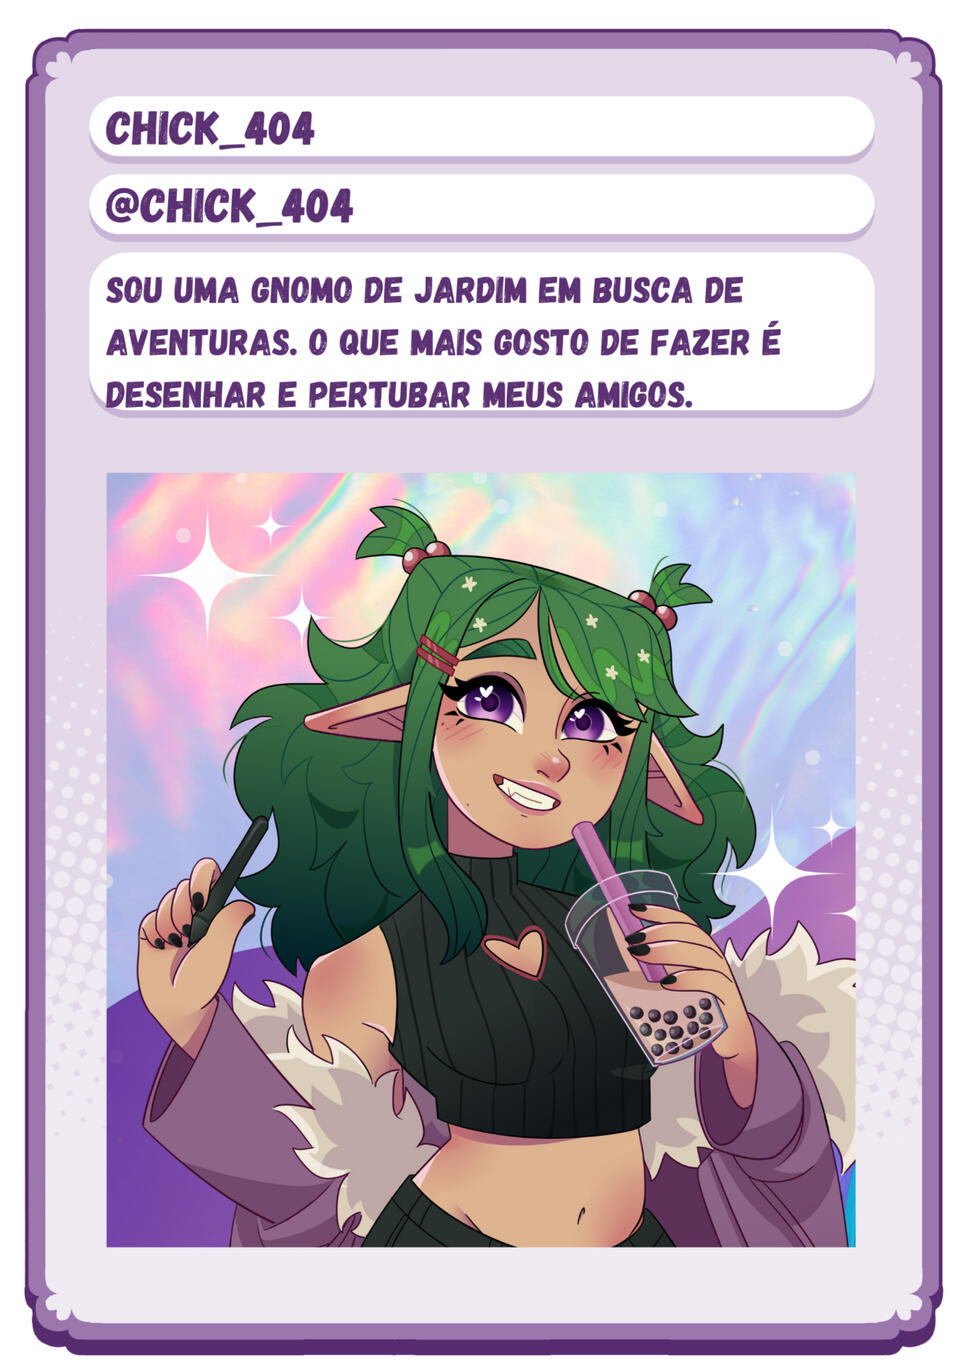 CHICK_404
@CHICK_404
SOU UMA GNOMO DE JARDIM EM BUSCA DE
AVENTURAS. O QUE MAIS GOSTO DE FAZER É
DESENHAR E PERTUBAR MEUS AMIGOS.